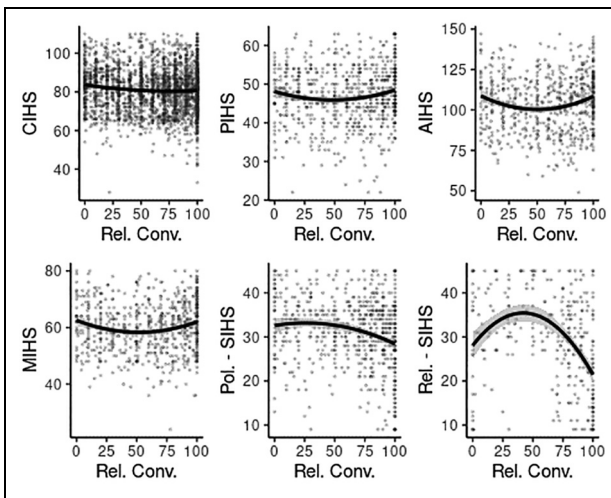 CIHS
100
80
60
40
0 25 50 75 100
Rel. Conv.
PIHS
60
50
40
30
20
0 25 50 75 100
Rel. Conv.
AIHS
150
125
100
75
50
0 25 50 75 100
Rel. Conv.
MIHS
80
60
40
0 25 50 75 100
Rel. Conv.
Pol. - SIHS
40
30
20
10
0 25 50 75 100
Rel. Conv.
Rel. - SIHS
40
30
20
10
0 25 50 75 100
Rel. Conv.